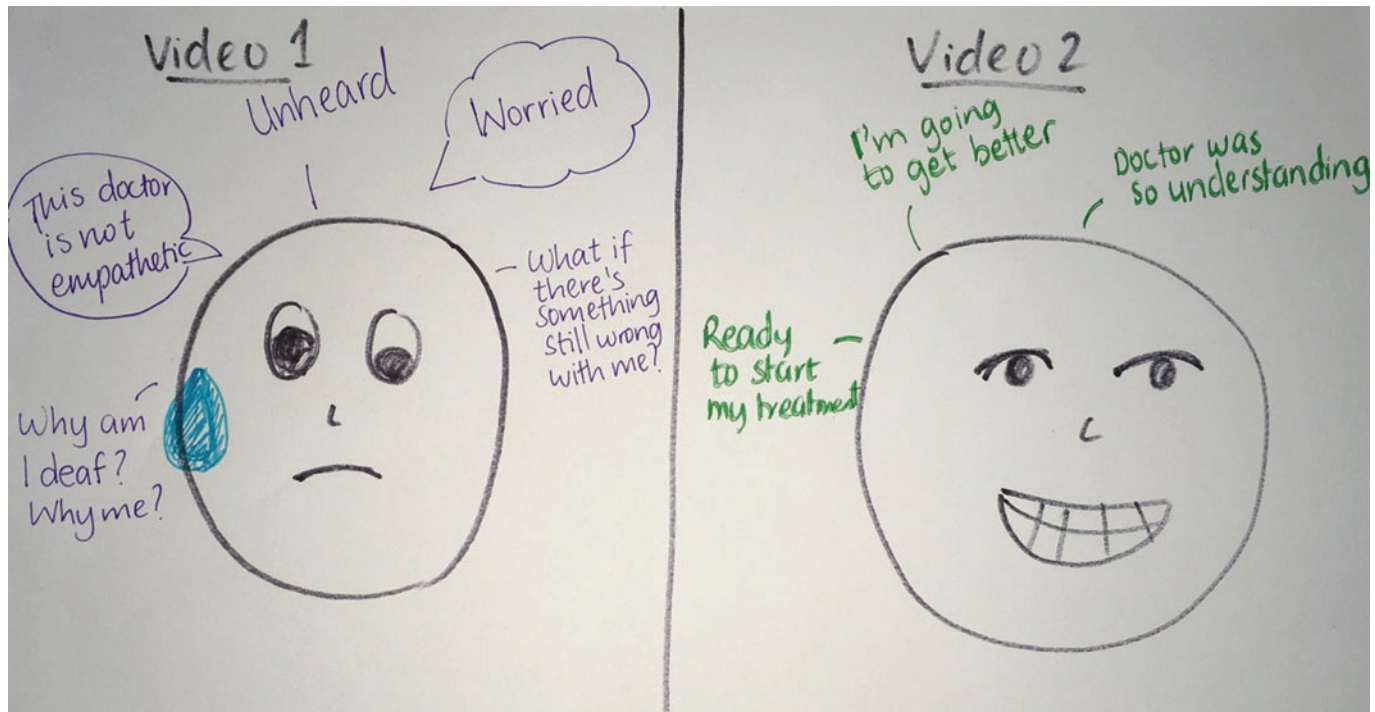 Video 1
Unheard
Worried
This doctor
is not
empathetic
What if
there's
something
still wrong
with me?
Why am
I deaf?
Why me?
Video 2
I'm going
to get better
Doctor was
so understanding
Ready
to start
my treatment